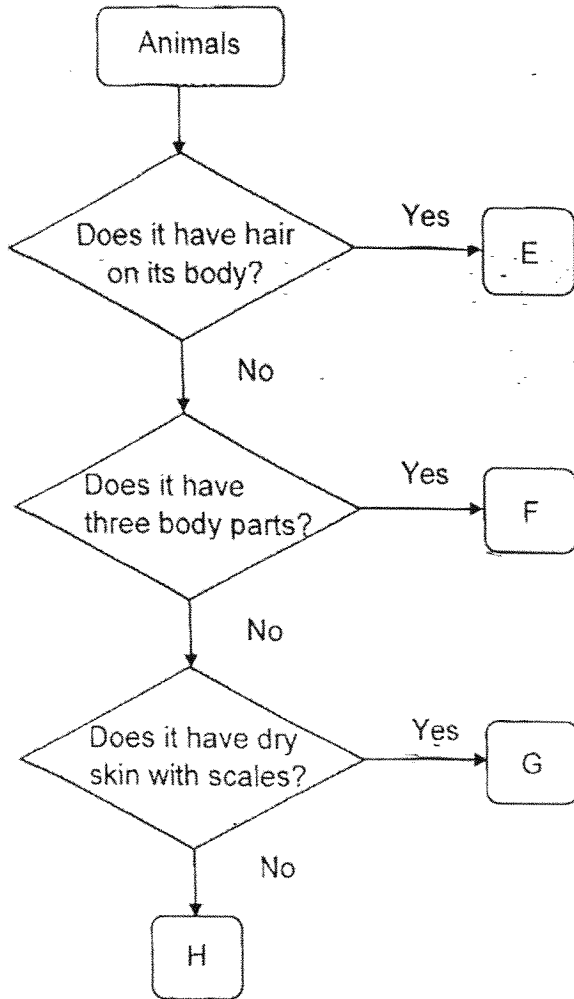 Animals
Does it have hair
on its body?
Yes
E
No
Does it have
three body parts?
Yes
F
No
Does it have dry
skin with scales?
Yes
G
No
H